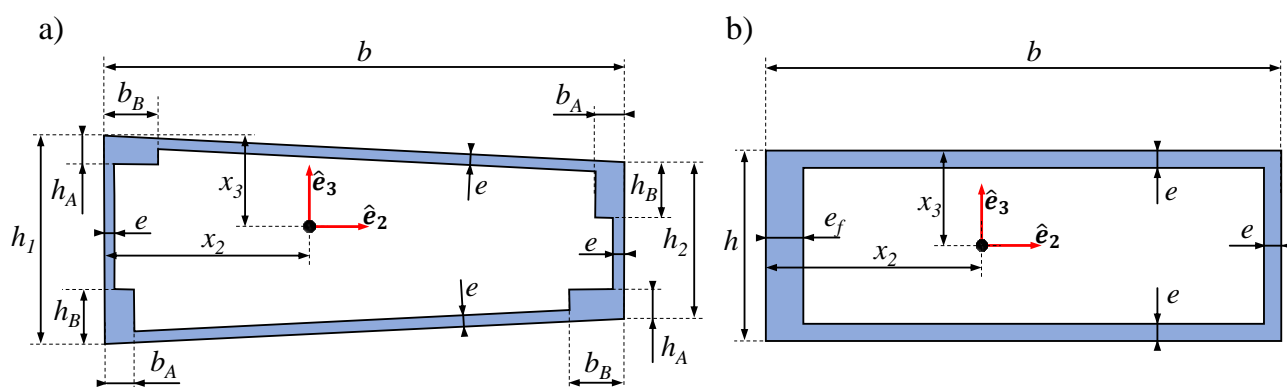 a)
b
b_B
b_A
h_A
x_3
ê_3
e
h_B
ê_2
h_1
e
x_2
e
h_2
h_B
e
h_A
b_A
b_B
b)
b
e
x_3
ê_3
h
e_f
ê_2
x_2
e
e